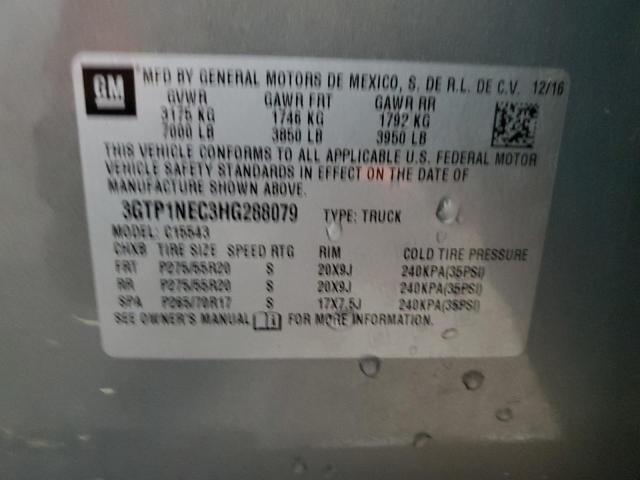 GM
MFD BY GENERAL MOTORS DE MEXICO, S. DE R.L. DE C.V. 12/16
GVWR GAWR FRT GAWR RR
3175 KG 1746 KG 1792 KG
7000 LB 3850 LB 3950 LB
THIS VEHICLE CONFORMS TO ALL APPLICABLE U.S. FEDERAL MOTOR
VEHICLE SAFETY STANDARDS IN EFFECT ON THE DATE OF
MANUFACTURE SHOWN ABOVE.
3GTP1NEC3HG288079 TYPE: TRUCK
MODEL: C15543
CHXB TIRE SIZE SPEED RTG RIM COLD TIRE PRESSURE
FRT P275/55R20 S 20X9J 240KPA(35PSI)
RR P275/55R20 S 20X9J 240KPA(35PSI)
SPA P265/70R17 S 17X7.5J 240KPA(35PSI)
SEE OWNER'S MANUAL FOR MORE INFORMATION.